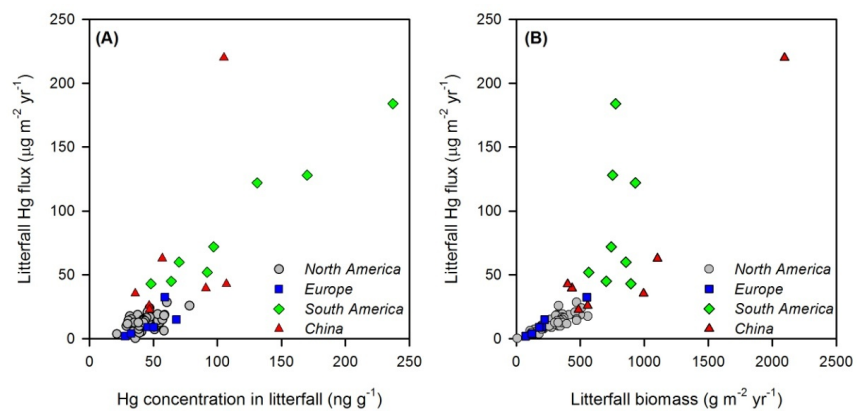 (A)
Litterfall Hg flux (µg m⁻² yr⁻¹)
250
200
150
100
50
0
North America
Europe
South America
China
0 50 100 150 200 250
Hg concentration in litterfall (ng g⁻¹)
(B)
Litterfall Hg flux (µg m⁻² yr⁻¹)
250
200
150
100
50
0
North America
Europe
South America
China
0 500 1000 1500 2000 2500
Litterfall biomass (g m⁻² yr⁻¹)